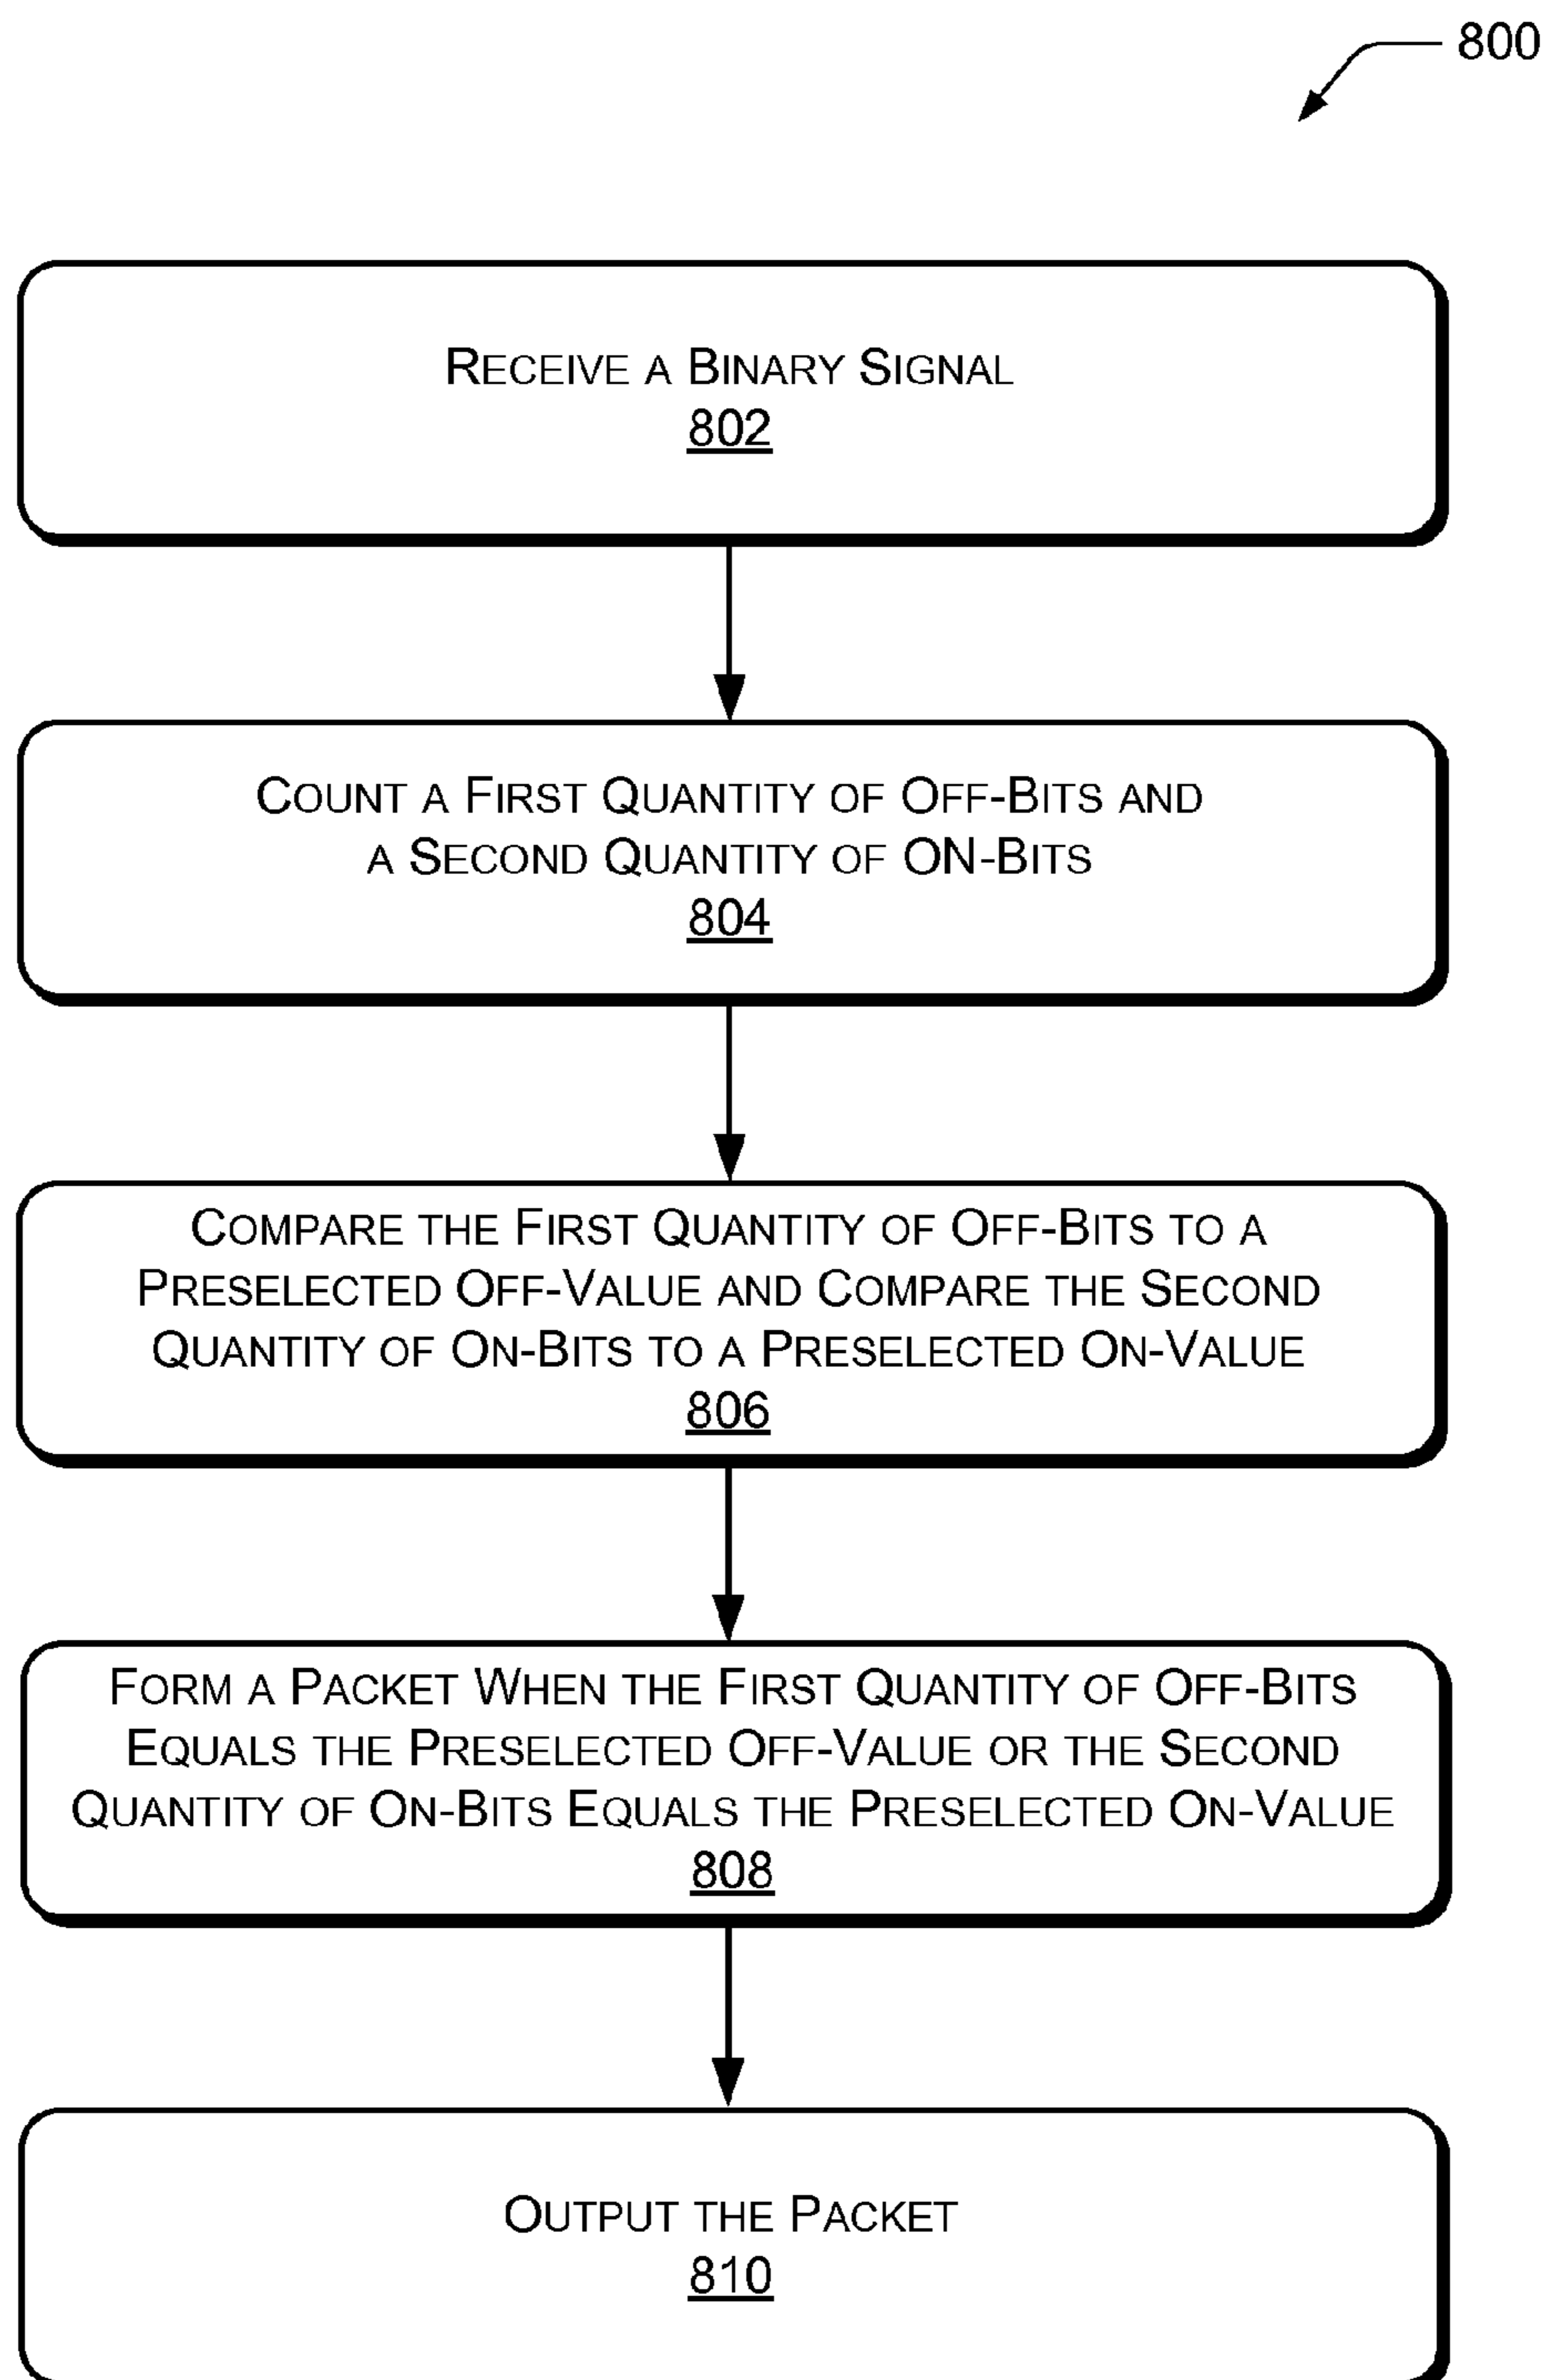 800
Receive a Binary Signal
802
Count a First Quantity of Off-Bits and
a Second Quantity of ON-Bits
804
Compare the First Quantity of Off-Bits to a
Preselected Off-Value and Compare the Second
Quantity of On-Bits to a Preselected On-Value
806
Form a Packet When the First Quantity of Off-Bits
Equals the Preselected Off-Value or the Second
Quantity of On-Bits Equals the Preselected On-Value
808
Output the Packet
810